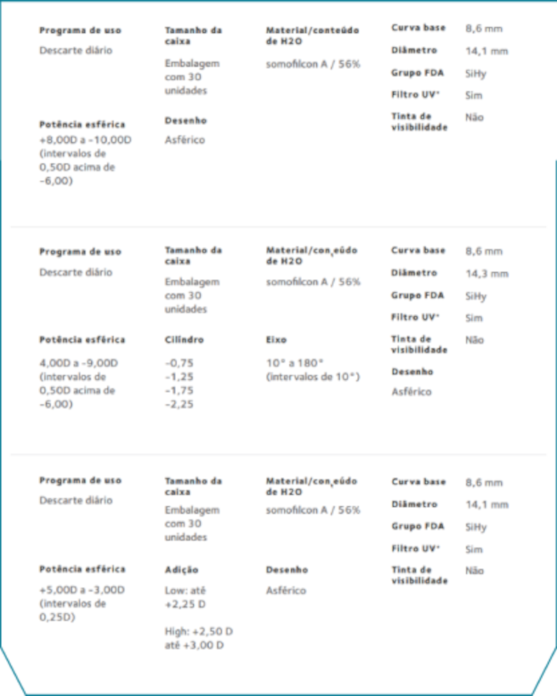 Programa de uso
Descarte diário
Tamanho da
caixa
Embalagem
com 30
unidades
Material/conteúdo
de H2O
somofilcon A / 56%
Curva base 8,6 mm
Diâmetro 14,1 mm
Grupo FDA SiHy
Filtro UV* Sim
Tinta de
visibilidade Não
Potência esférica
+8,00D a -10,00D
(intervalos de
0,50D acima de
-6,00)
Desenho
Asférico
Programa de uso
Descarte diário
Tamanho da
caixa
Embalagem
com 30
unidades
Material/con,eúdo
de H2O
somofilcon A / 56%
Curva base 8,6 mm
Diâmetro 14,3 mm
Grupo FDA SiHy
Filtro UV* Sim
Tinta de
visibilidade Não
Desenho
Asférico
Potência esférica
4,00D a -9,00D
(intervalos de
0,50D acima de
-6,00)
Cilindro
-0,75
-1,25
-1,75
-2,25
Eixo
10° a 180°
(intervalos de 10°)
Programa de uso
Descarte diário
Tamanho da
caixa
Embalagem
com 30
unidades
Material/con,eúdo
de H2O
somofilcon A / 56%
Curva base 8,6 mm
Diâmetro 14,1 mm
Grupo FDA SiHy
Filtro UV* Sim
Tinta de
visibilidade Não
Potência esférica
+5,00D a -3,00D
(intervalos de
0,25D)
Adição
Low: até
+2,25 D
High: +2,50 D
até +3,00 D
Desenho
Asférico